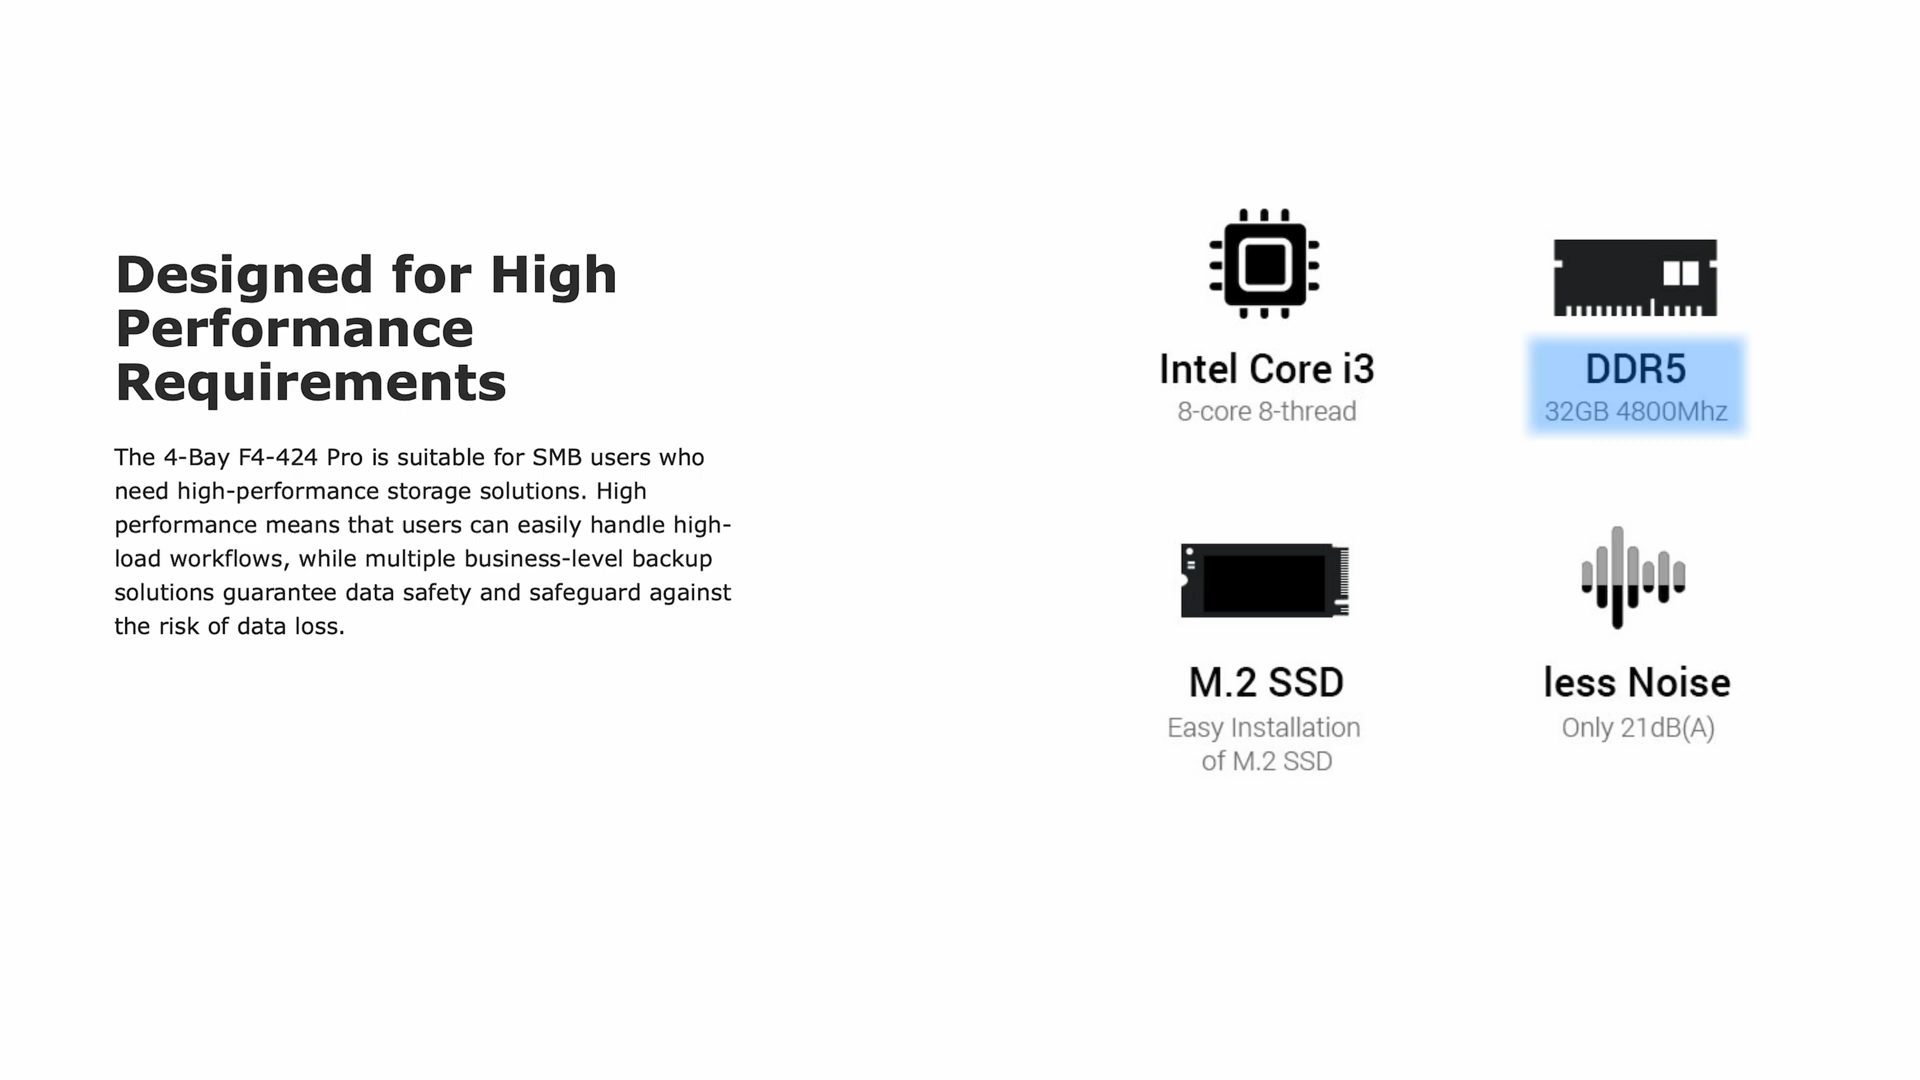 Designed for High
Performance
Requirements
The 4-Bay F4-424 Pro is suitable for SMB users who
need high-performance storage solutions. High
performance means that users can easily handle high-
load workflows, while multiple business-level backup
solutions guarantee data safety and safeguard against
the risk of data loss.
Intel Core i3
8-core 8-thread
DDR5
32GB 4800Mhz
M.2 SSD
Easy Installation
of M.2 SSD
less Noise
Only 21dB(A)